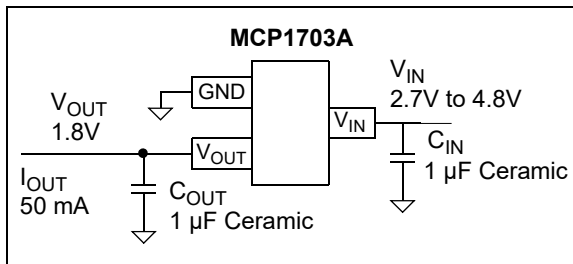 MCP1703A
GND
V_IN
2.7V to 4.8V
V_OUT
1.8V
V_IN
V_OUT
C_IN
1 µF Ceramic
I_OUT
50 mA
C_OUT
1 µF Ceramic